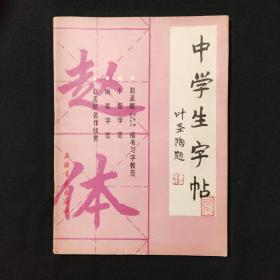 中学生字帖
叶圣陶题
赵孟頫楷书习字教范
小楷字范
钢笔字范
赵孟頫名作欣赏
赵体